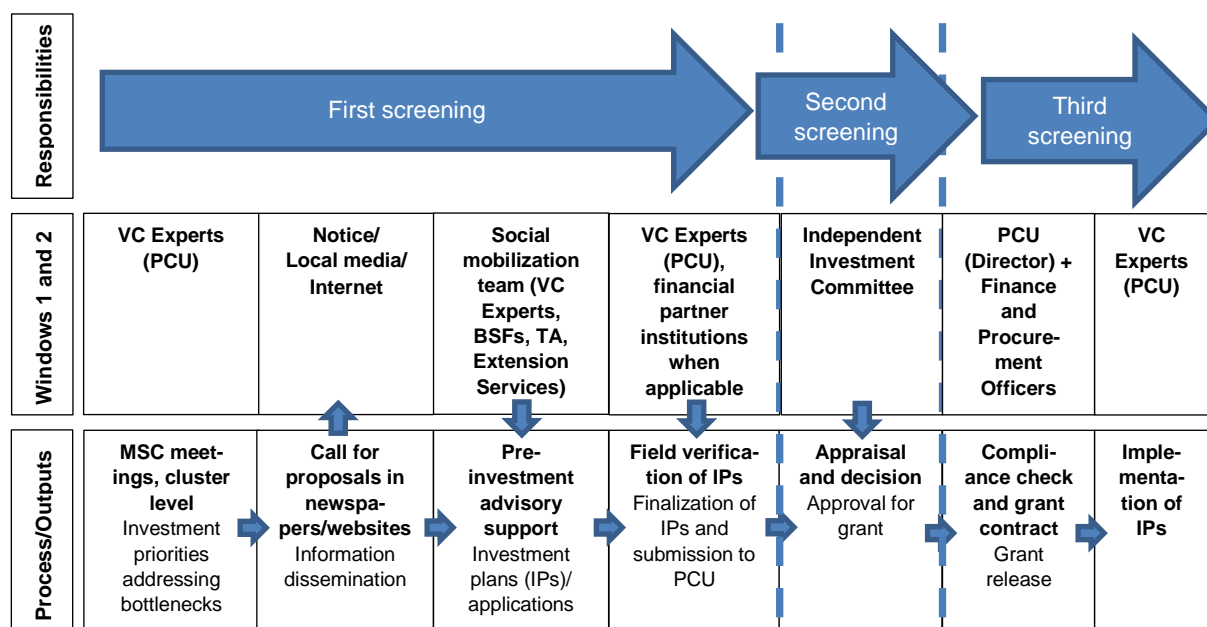 Responsibilities
First screening
Second
screening
Third
screening
Windows 1 and 2
VC Experts
(PCU)
Notice/
Local media/
Internet
Social
mobilization
team (VC
Experts,
BSFs, TA,
Extension
Services)
VC Experts
(PCU),
financial
partner
institutions
when
applicable
Independent
Investment
Committee
PCU
(Director) +
Finance
and
Procure-
ment
Officers
VC
Experts
(PCU)
Process/Outputs
MSC meet-
ings, cluster
level
Investment
priorities
addressing
bottlenecks
Call for
proposals in
newspa-
pers/websites
Information
dissemination
Pre-
investment
advisory
support
Investment
plans (IPs)/
applications
Field verifica-
tion of IPs
Finalization of
IPs and
submission to
PCU
Appraisal
and decision
Approval for
grant
Compli-
ance check
and grant
contract
Grant
release
Imple-
menta-
tion of
IPs